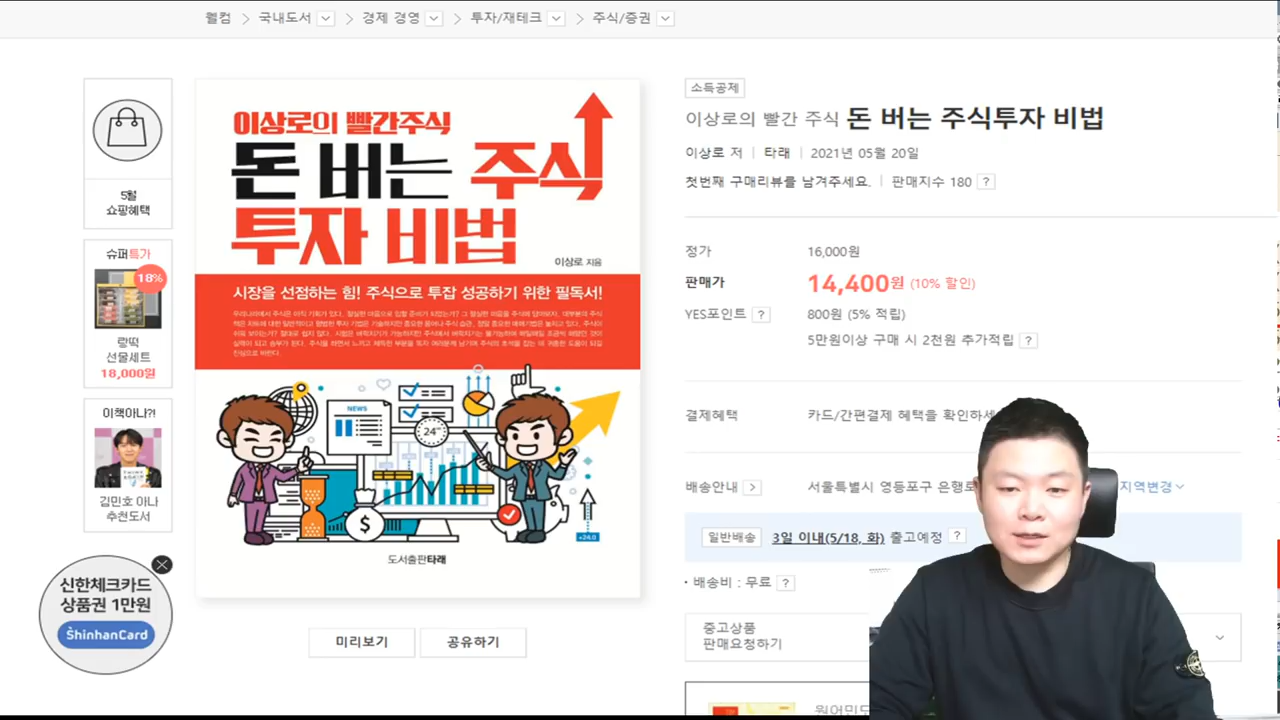 웰컴
국내도서
경제 경영
투자/재테크
주식/증권
5월
쇼핑혜택
슈퍼특가
18%
랑떡
선물세트
18,000원
이책아나?!
김민호 아나
추천도서
신한체크카드
상품권 1만원
ShinhanCard
이상로의 빨간주식
돈 버는 주식
투자 비법
이상로 지음
시장을 선점하는 힘! 주식으로 투잡 성공하기 위한 필독서!
NEWS
24
$
+24.0
도서출판타래
미리보기
공유하기
소득공제
이상로의 빨간 주식 돈 버는 주식투자 비법
이상로 저 | 타래 | 2021년 05월 20일
첫번째 구매리뷰를 남겨주세요. | 판매지수 180 ?
정가 16,000원
판매가 14,400원 (10% 할인)
YES포인트 ? 800원 (5% 적립)
5만원이상 구매 시 2천원 추가적립 ?
결제혜택 카드/간편결제 혜택을 확인하세
배송안내 서울특별시 영등포구 은행로 지역변경
일반배송 3일 이내(5/18, 화) 출고예정 ?
배송비 : 무료 ?
중고상품
판매요청하기